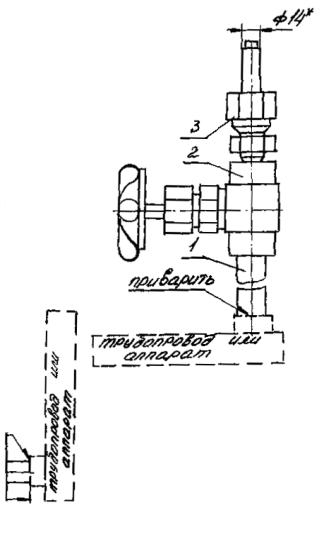 ф14*
3
2
1
приварить
трубопровод или
аппарат
трубопровод или
аппарат